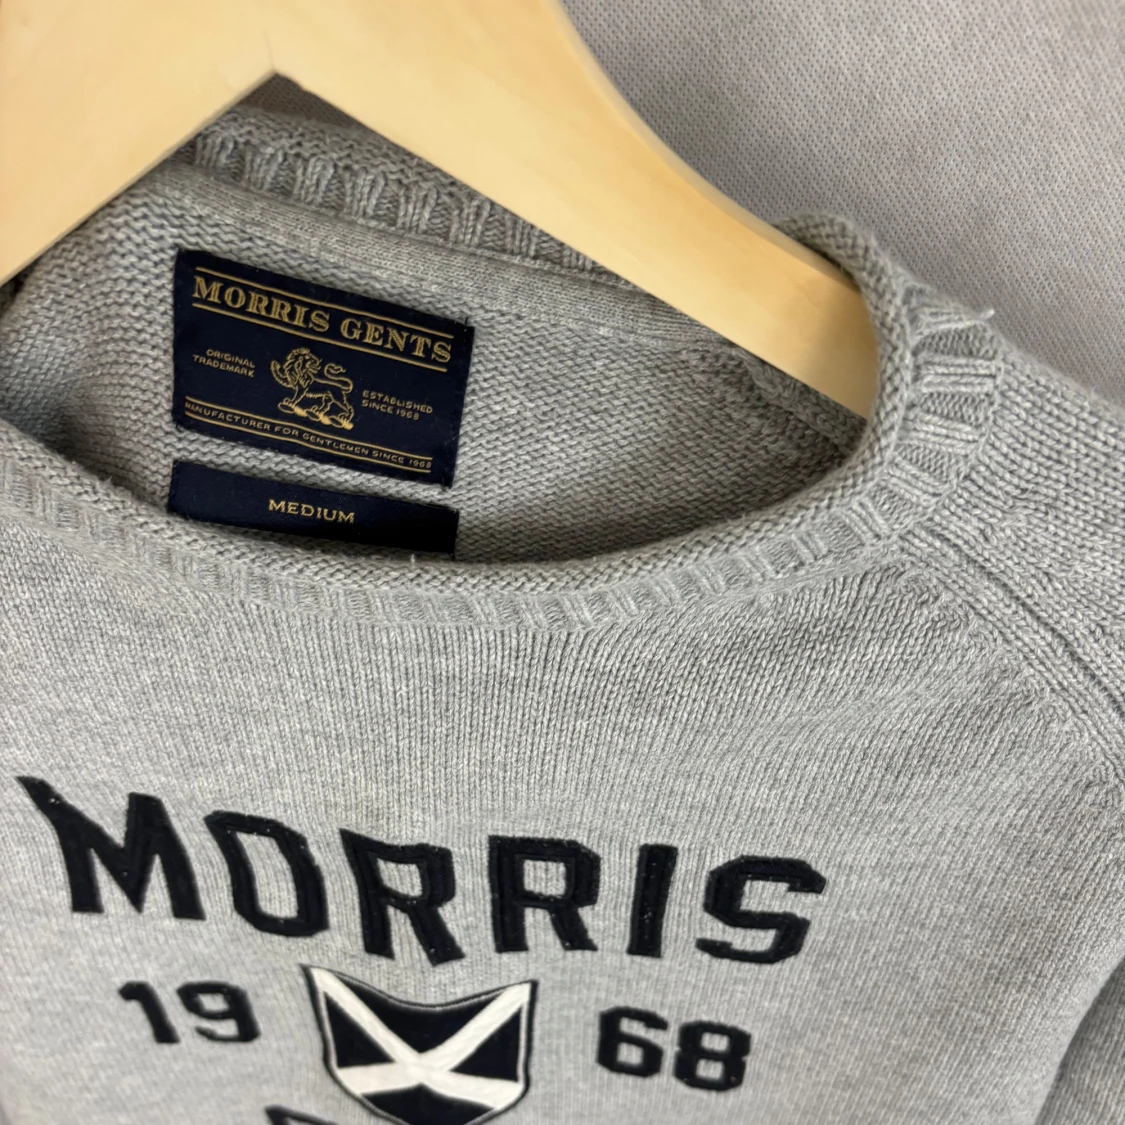 MORRIS GENTS
ORIGINAL
TRADEMARK
ESTABLISHED
SINCE 1968
MANUFACTURER FOR GENTLEMEN SINCE 1968
MEDIUM
MORRIS
19 68